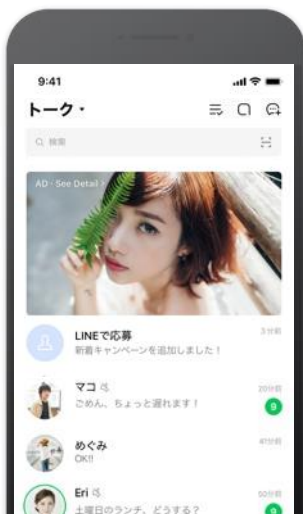 9:41
トーク
検索
AD · See Detail >
LINEで応募
3分前
新着キャンペーンを追加しました！
マコ
20分前
ごめん、ちょっと遅れます！
9
めぐみ
41分前
OK!!
Eri
50分前
土曜日のランチ、どうする？
9